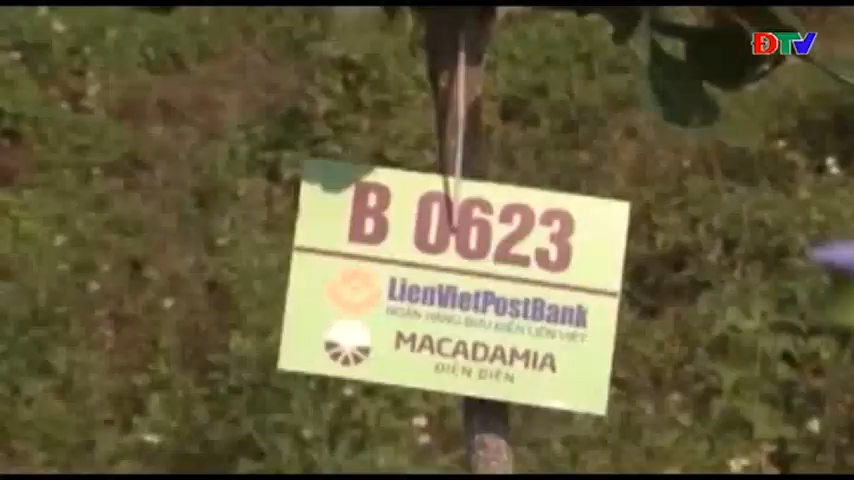 ĐTV
B 0623
LienVietPostBank
NGÂN HÀNG BƯU ĐIỆN LIÊN VIỆT
MACADAMIA
ĐIỆN BIÊN